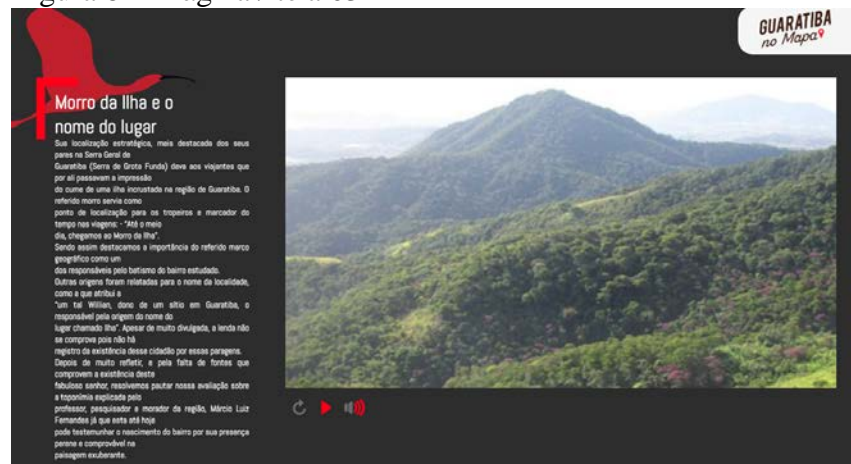 GUARATIBA
no Mapa
Morro da Ilha e o
nome do lugar
Sua localização estratégica, mais destacada dos seus
pares na Serra Geral de
Guaratiba (Serra de Grota Funda) dava aos viajantes que
por ali passavam a impressão
do cume de uma ilha incrustada na região de Guaratiba. O
referido morro servia como
ponto de localização para os tropeiros e marcador do
tempo nas viagens: - "Até o meio
dia, chegamos ao Morro da Ilha".
Sendo assim destacamos a importância do referido marco
geográfico como um
dos responsáveis pelo batismo do bairro estudado.
Outras origens foram relatadas para o nome da localidade,
como a que atribui a
"um tal Willian, dono de um sítio em Guaratiba, o
responsável pela origem do nome do
lugar chamado Ilha". Apesar de muito divulgada, a lenda não
se comprova pois não há
registro da existência desse cidadão por essas paragens.
Depois de muito refletir, e pela falta de fontes que
comprovem a existência deste
fabuloso senhor, resolvemos pautar nossa avaliação sobre
a toponímia explicada pelo
professor, pesquisador e morador da região, Márcio Luiz
Fernandes já que esta até hoje
pode testemunhar o nascimento do bairro por sua presença
perene e comprovável na
paisagem exuberante.